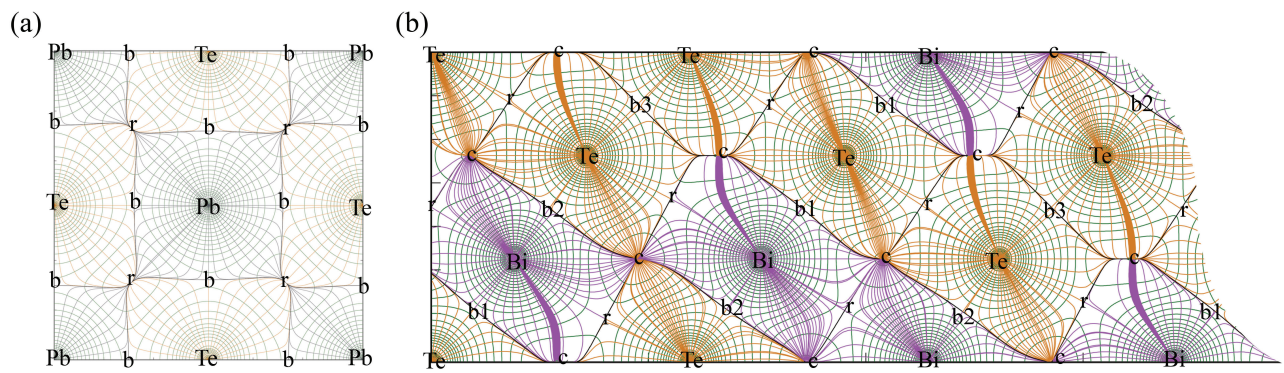 (a)
(b)
Pb b Te b Pb
b r b r b
Te b Pb b Te
b r b r b
Pb b Te b Pb
Te c Te c Bi c
r b3 r b1 r b2
c Te c Te c Te
r b2 r b1 r b3 r
Bi c Bi c Te c
b1 r b2 r b2 r b1
Te c Te c Bi c Bi